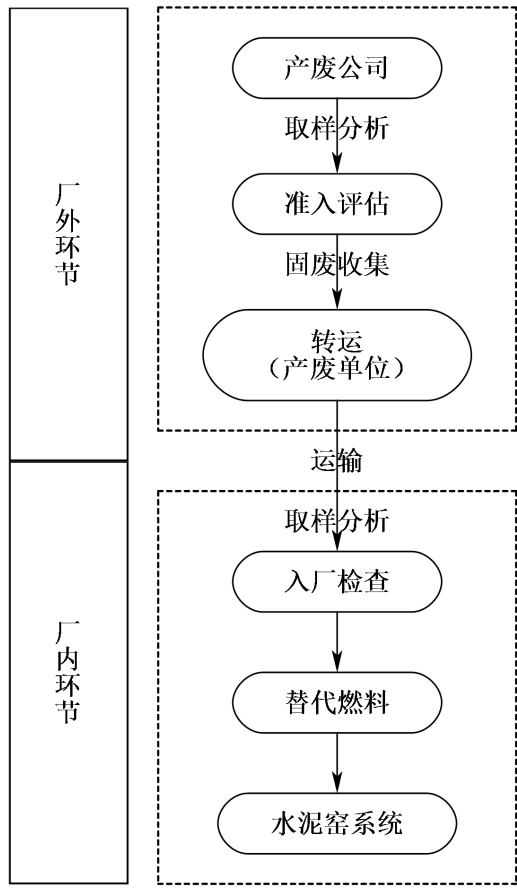 厂外环节
产废公司
取样分析
准入评估
固废收集
转运
（产废单位）
运输
厂内环节
取样分析
入厂检查
替代燃料
水泥窑系统